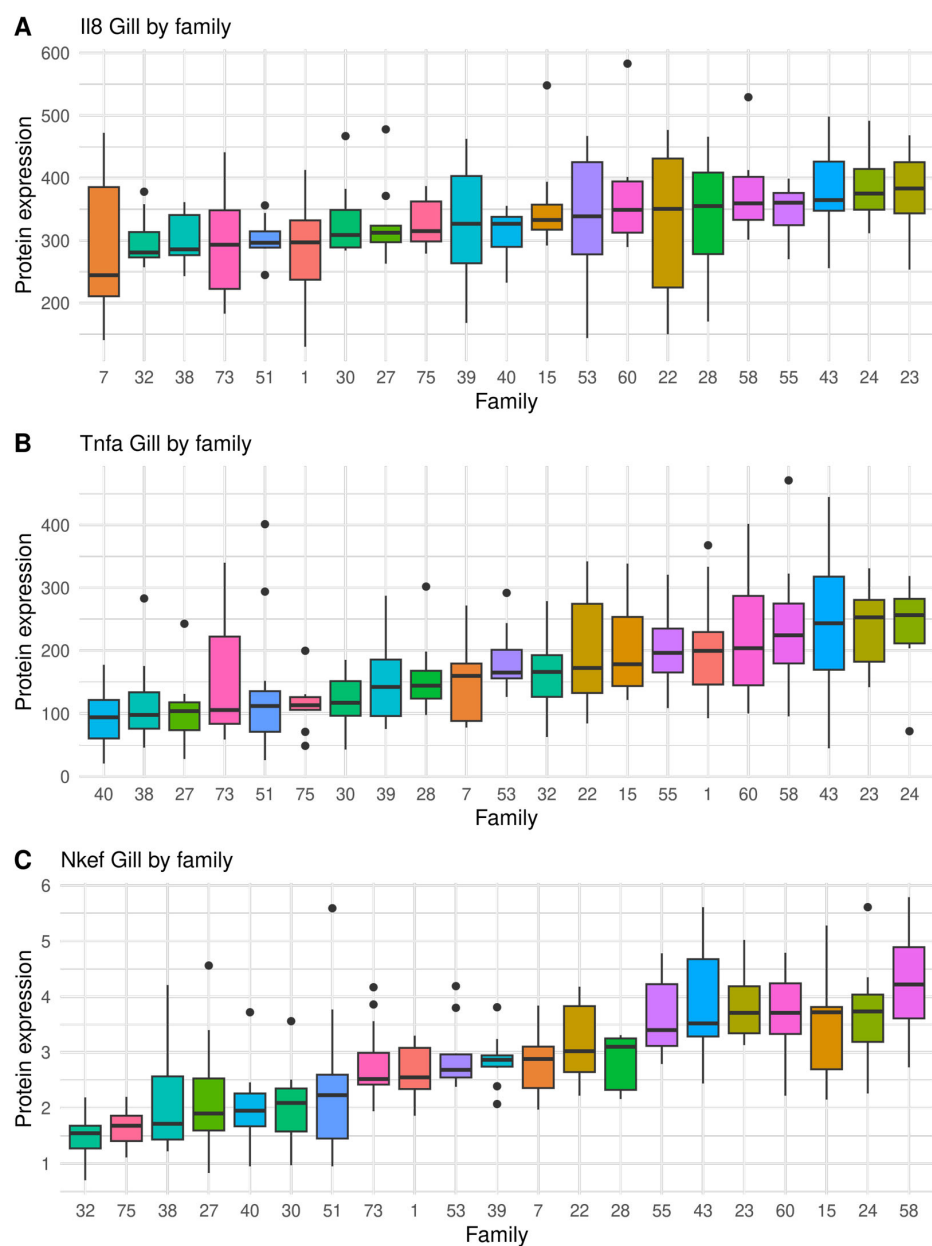 A Il8 Gill by family
600
500
400
300
200
Protein expression
7 32 38 73 51 1 30 27 75 39 40 15 53 60 22 28 58 55 43 24 23
Family
B Tnfa Gill by family
400
300
200
100
0
Protein expression
40 38 27 73 51 75 30 39 28 7 53 32 22 15 55 1 60 58 43 23 24
Family
C Nkef Gill by family
6
5
4
3
2
1
Protein expression
32 75 38 27 40 30 51 73 1 53 39 7 22 28 55 43 23 60 15 24 58
Family